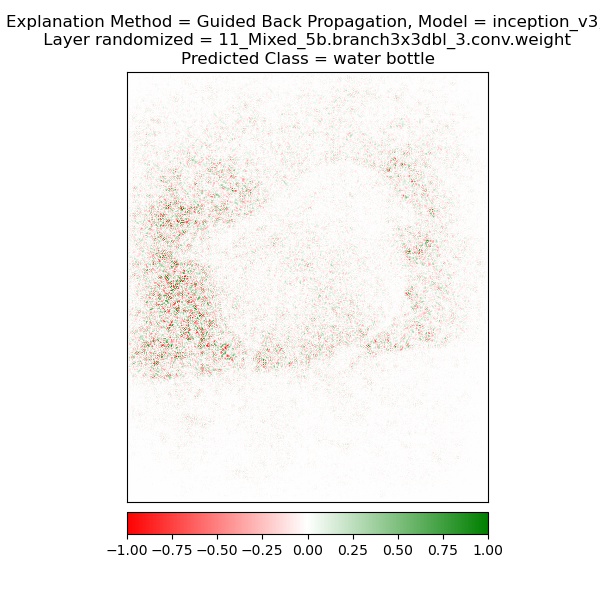 Explanation Method = Guided Back Propagation, Model = inception_v3
Layer randomized = 11_Mixed_5b.branch3x3dbl_3.conv.weight
Predicted Class = water bottle
−1.00 −0.75 −0.50 −0.25 0.00 0.25 0.50 0.75 1.00